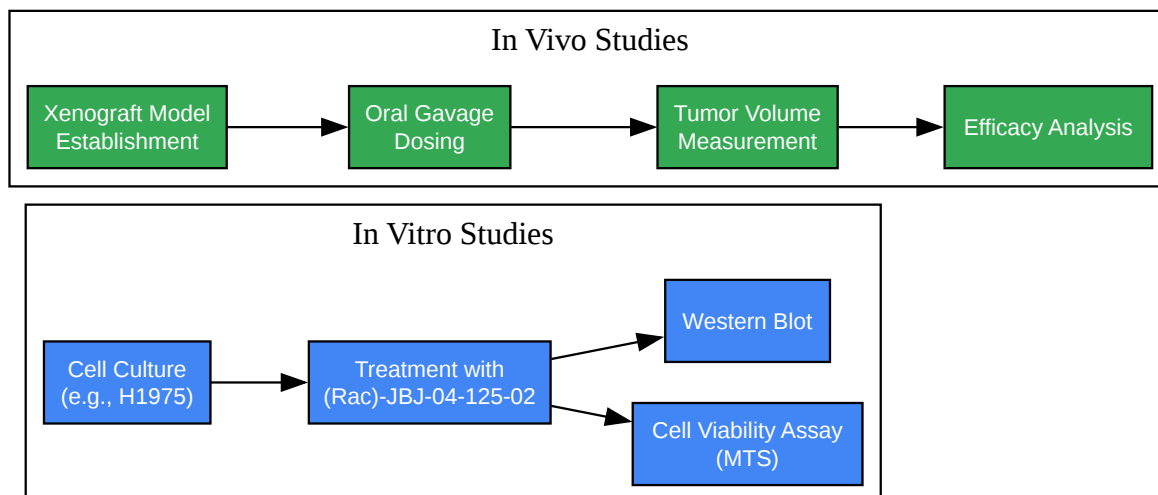 In Vivo Studies
Xenograft Model
Establishment
Oral Gavage
Dosing
Tumor Volume
Measurement
Efficacy Analysis
In Vitro Studies
Cell Culture
(e.g., H1975)
Treatment with
(Rac)-JBJ-04-125-02
Western Blot
Cell Viability Assay
(MTS)